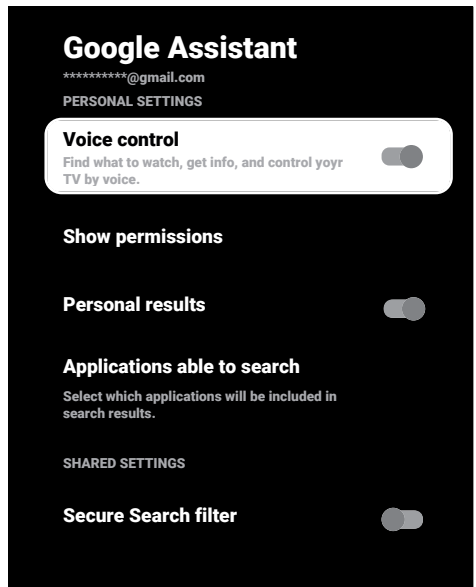 Google Assistant
**********@gmail.com
PERSONAL SETTINGS
Voice control
Find what to watch, get info, and control yoyr
TV by voice.
Show permissions
Personal results
Applications able to search
Select which applications will be included in
search results.
SHARED SETTINGS
Secure Search filter